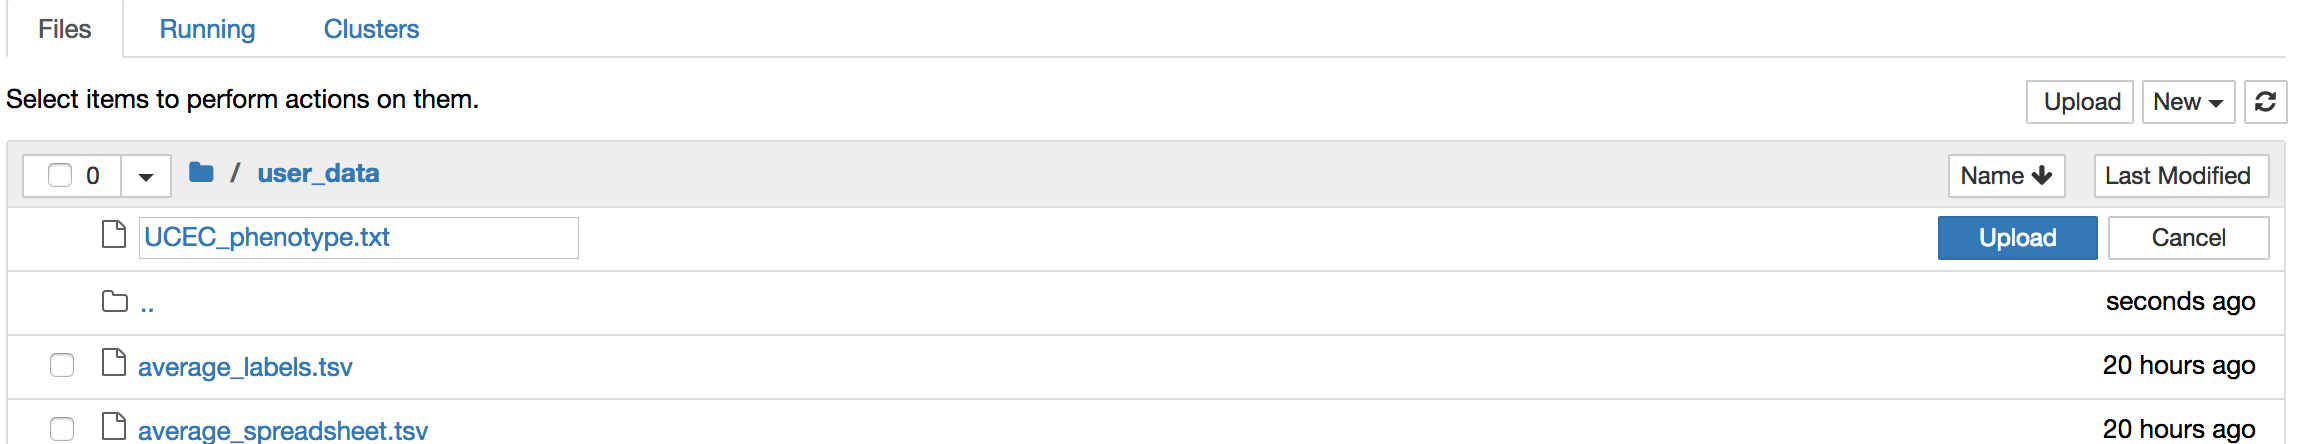 Files Running Clusters
Select items to perform actions on them.
Upload New
0 / user_data Name Last Modified
UCEC_phenotype.txt Upload Cancel
.. seconds ago
average_labels.tsv 20 hours ago
average_spreadsheet.tsv 20 hours ago